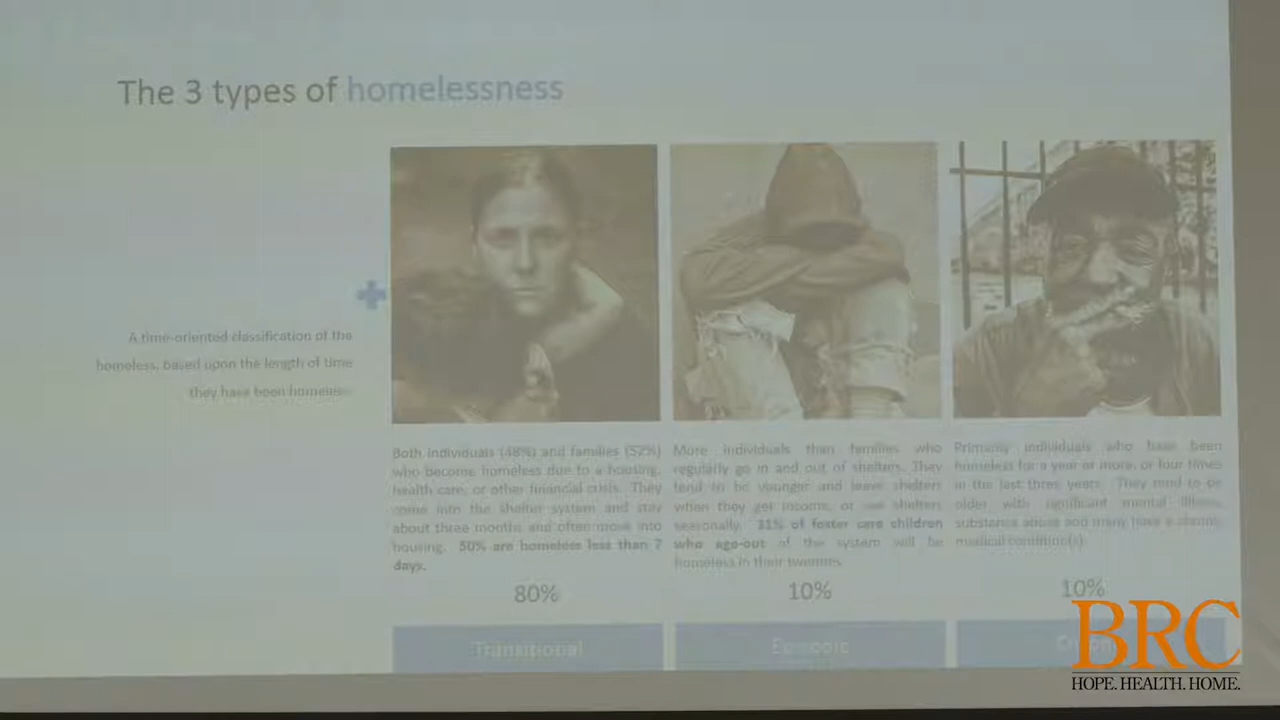 The 3 types of homelessness
A time-oriented classification of the
homeless, based upon the length of time
they have been homeless
Both individuals (48%) and families (52%)
who become homeless due to a housing,
health care, or other financial crisis. They
come into the shelter system and stay
about three months and often move into
housing. 50% are homeless less than 7
days.
80%
Transitional
More individuals than families who
regularly go in and out of shelters. They
tend to be younger and leave shelters
when they get income, or use shelters
seasonally. 31% of foster care children
who age-out of the system will be
homeless in their twenties
10%
Episodic
Primarily individuals who have been
homeless for a year or more, or four times
in the last three years. They tend to be
older with significant mental illness,
substance abuse and many have a chronic
medical condition(s)
10%
BRC
HOPE. HEALTH. HOME.